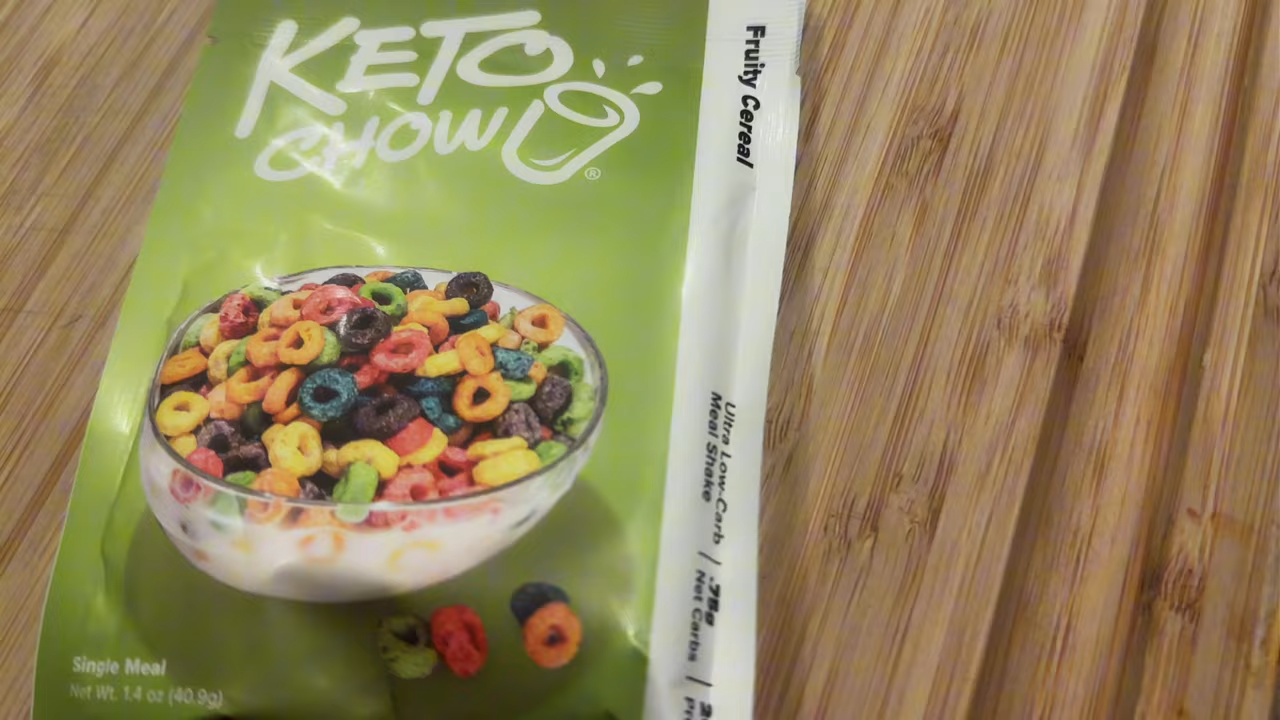 KETO
CHOW®
Fruity Cereal
Ultra Low-Carb
Meal Shake
.75g
Net Carbs
Single Meal
Net Wt. 1.4 oz (40.9g)